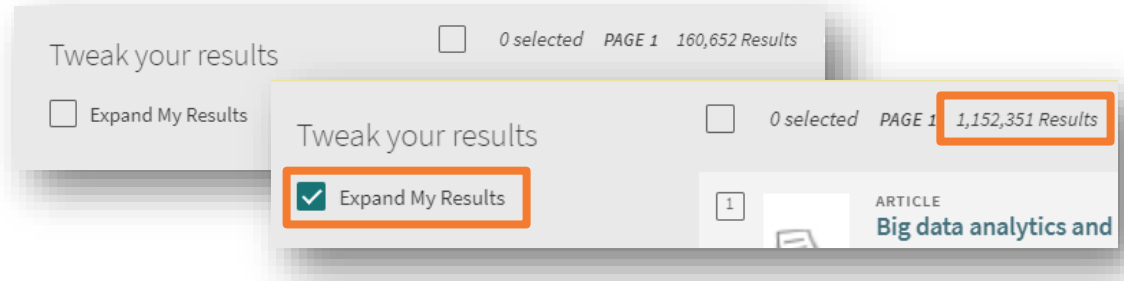 Tweak your results
0 selected PAGE 1 160,652 Results
Expand My Results
Tweak your results
0 selected PAGE 1 1,152,351 Results
Expand My Results
1
ARTICLE
Big data analytics and